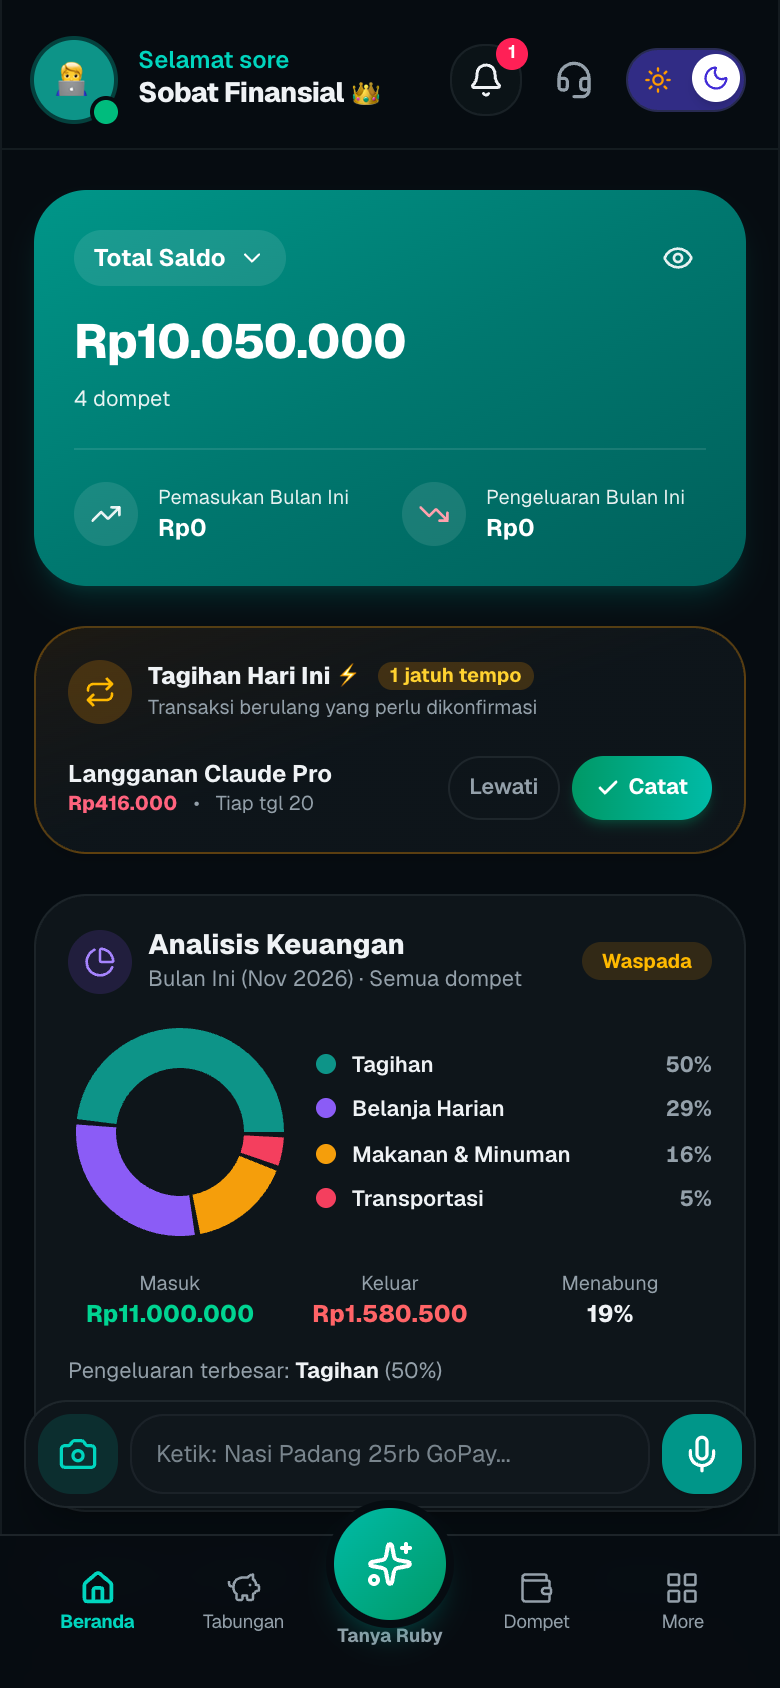 Selamat sore
Sobat Finansial 👑
1
Total Saldo
Rp10.050.000
4 dompet
Pemasukan Bulan Ini
Rp0
Pengeluaran Bulan Ini
Rp0
Tagihan Hari Ini ⚡ 1 jatuh tempo
Transaksi berulang yang perlu dikonfirmasi
Langganan Claude Pro
Rp416.000 • Tiap tgl 20
Lewati
Catat
Analisis Keuangan
Bulan Ini (Nov 2026) · Semua dompet
Waspada
Tagihan 50%
Belanja Harian 29%
Makanan & Minuman 16%
Transportasi 5%
Masuk
Rp11.000.000
Keluar
Rp1.580.500
Menabung
19%
Pengeluaran terbesar: Tagihan (50%)
Ketik: Nasi Padang 25rb GoPay...
Beranda
Tabungan
Tanya Ruby
Dompet
More